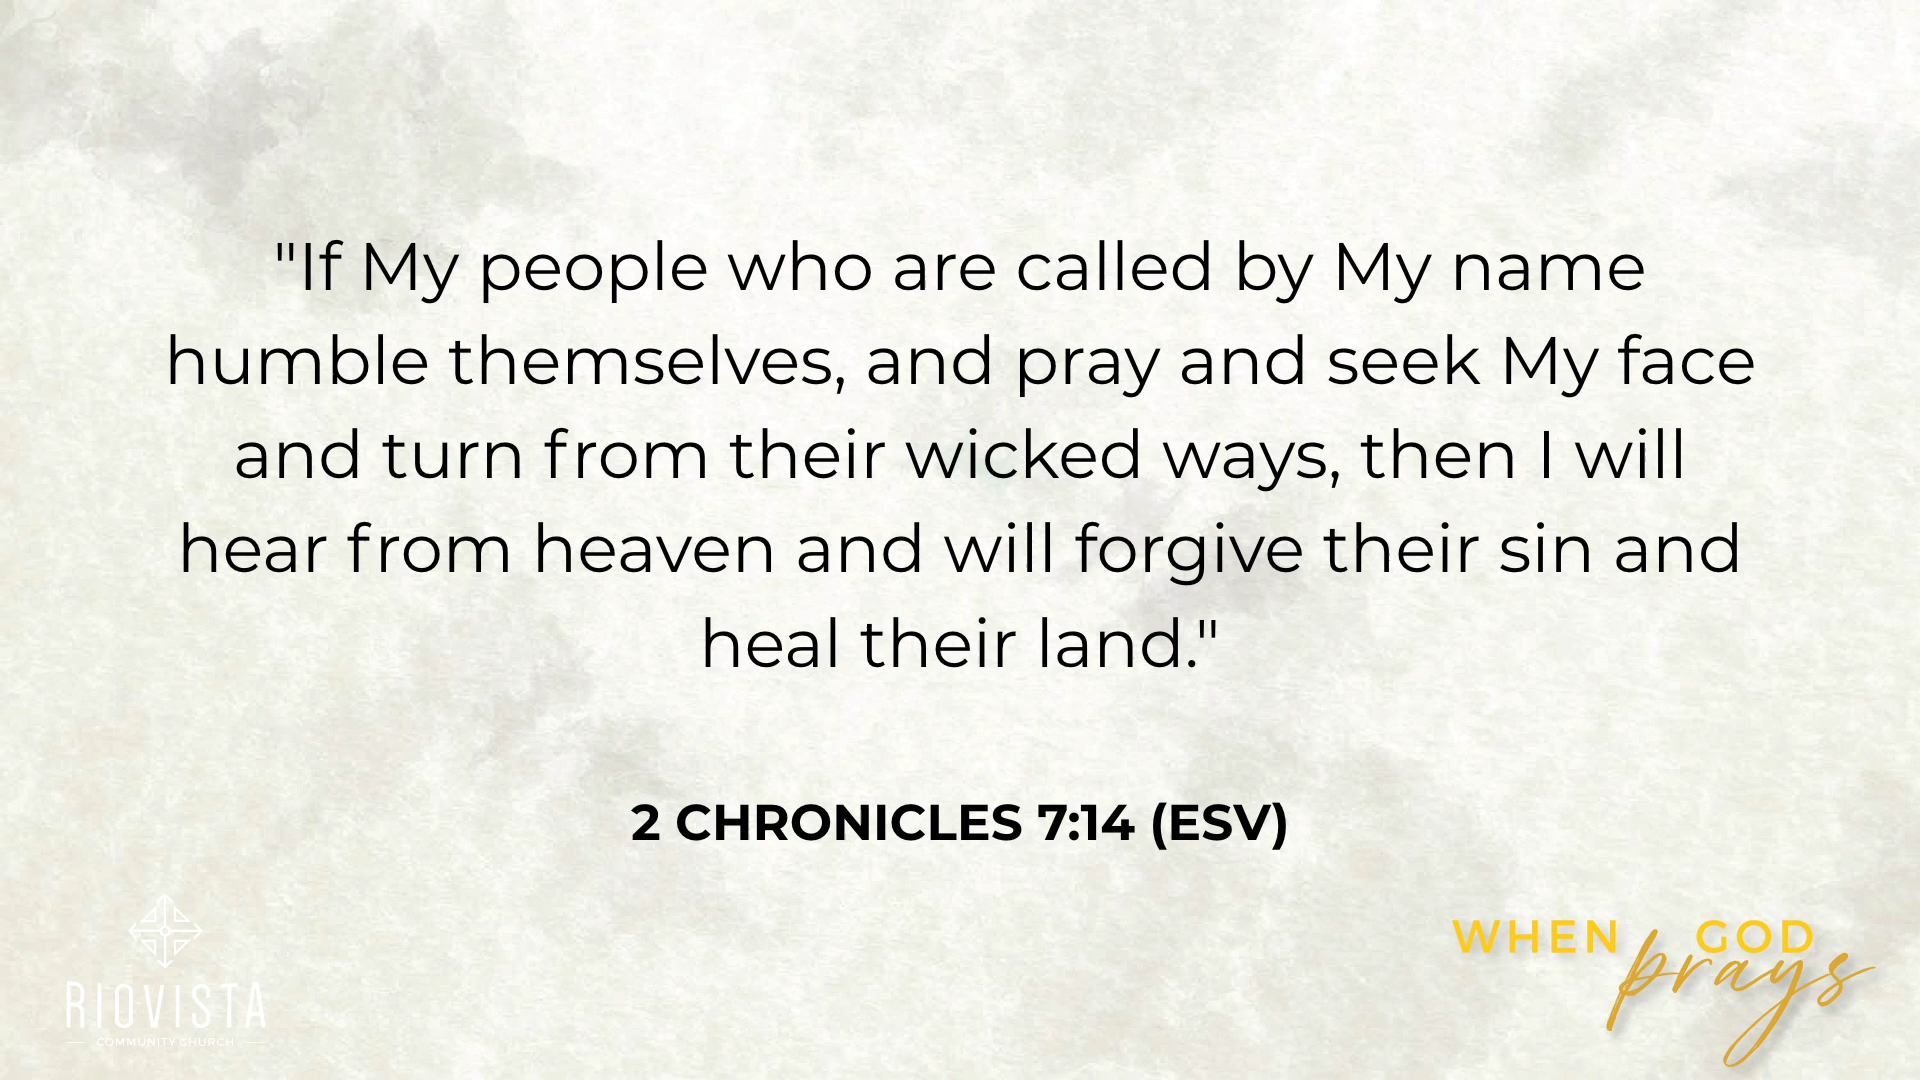 "If My people who are called by My name
humble themselves, and pray and seek My face
and turn from their wicked ways, then I will
hear from heaven and will forgive their sin and
heal their land."
2 CHRONICLES 7:14 (ESV)
RIOVISTA
COMMUNITY CHURCH
WHEN GOD
prays